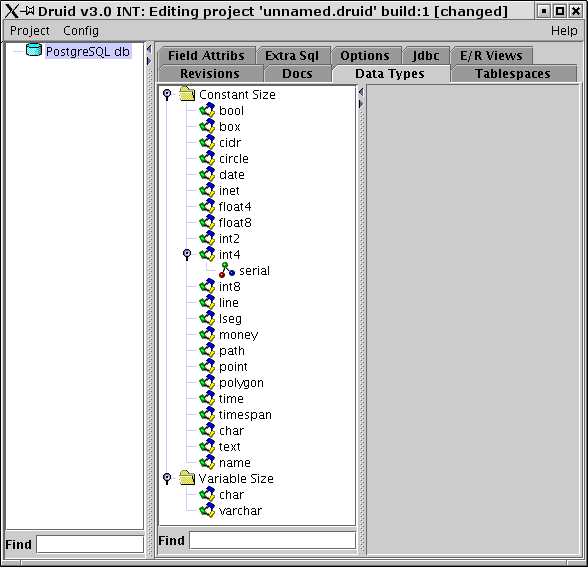 Druid v3.0 INT: Editing project 'unnamed.druid' build:1 [changed]
Project Config Help
PostgreSQL db
Field Attribs Extra Sql Options Jdbc E/R Views
Revisions Docs Data Types Tablespaces
Constant Size
bool
box
cidr
circle
date
inet
float4
float8
int2
int4
serial
int8
line
lseg
money
path
point
polygon
time
timespan
char
text
name
Variable Size
char
varchar
Find
Find